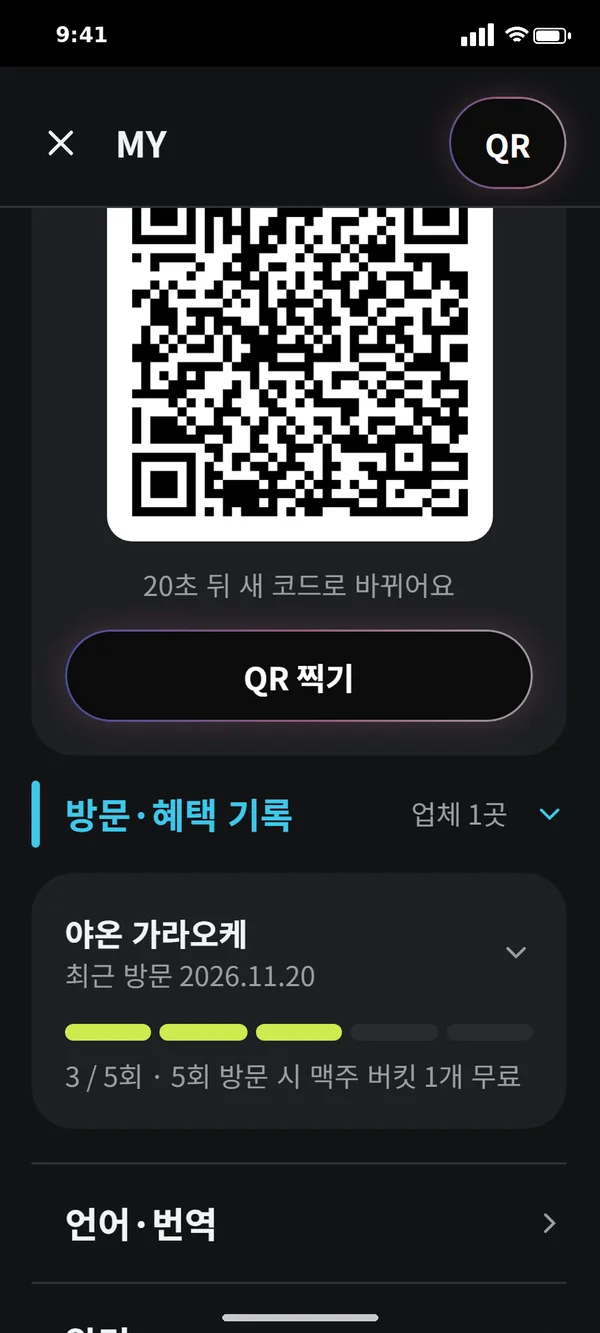 9:41
MY
QR
20초 뒤 새 코드로 바뀌어요
QR 찍기
방문·혜택 기록
업체 1곳
야온 가라오케
최근 방문 2026.11.20
3 / 5회 · 5회 방문 시 맥주 버킷 1개 무료
언어·번역